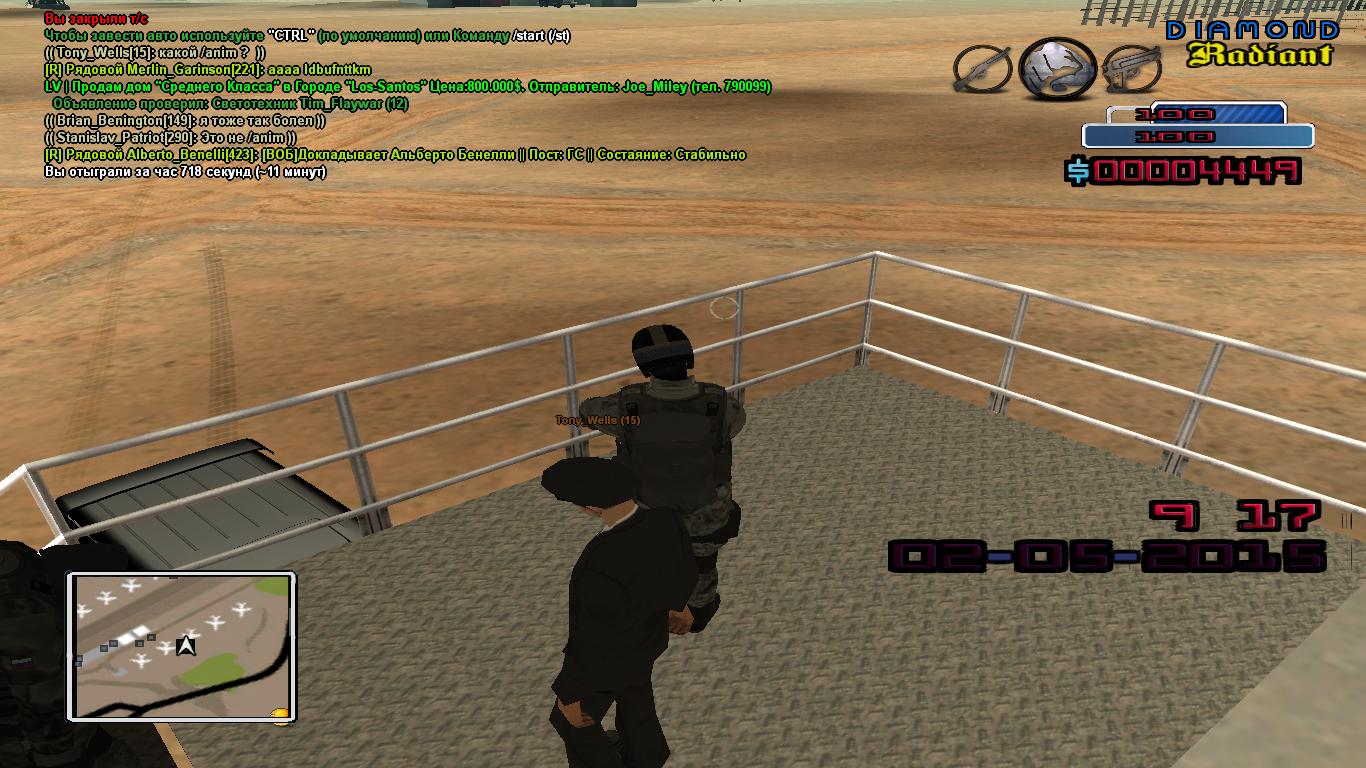 Вы закрыли т/с
Чтобы завести авто используйте "CTRL" (по умолчанию) или Команду /start (/st)
(( Tony_Wells[15]: какой /anim ? ))
[R] Рядовой Merlin_Garinson[221]: аааа ldbufnttkm
LV | Продам дом "Среднего Класса" в Городе "Los-Santos" Цена:800.000$. Отправитель: Joe_Miley (тел. 790099)
Объявление проверил: Светотехник Tim_Flaywar (12)
(( Brian_Benington[149]: я тоже так болел ))
(( Stanislav_Patriot[290]: Это не /anim ))
[R] Рядовой Alberto_Benelli[423]: [ВОБ]Докладывает Альберто Бенелли || Пост: ГС || Состаяние: Стабильно
Вы отыграли за час 718 секунд (~11 минут)
DIAMOND
Radiant
100
100
$00004449
Tony_Wells (15)
9 17
02-05-2015